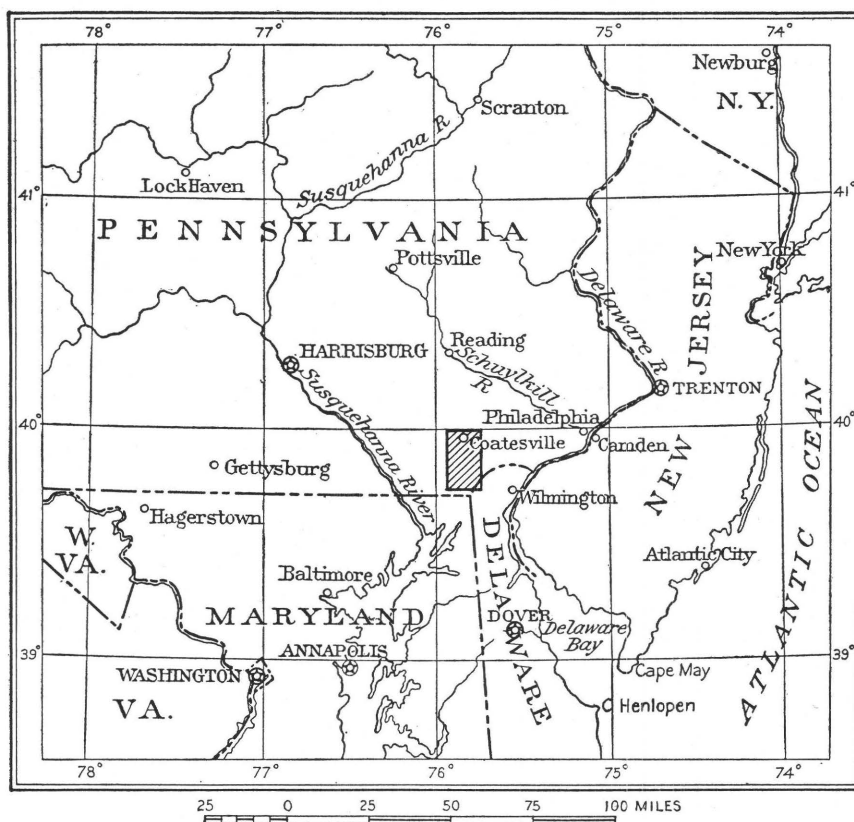 78° 77° 76° 75° 74°
Newburg
N. Y.
Scranton
Susquehanna R
Lock Haven
41° 41°
PENNSYLVANIA
New York
Pottsville
JERSEY
Delaware R
Reading
HARRISBURG
Schuylkill
R
TRENTON
Susquehanna River
Philadelphia
40° 40°
Coatesville
Camden
Gettysburg
NEW
ATLANTIC OCEAN
Wilmington
Hagerstown
W.
VA.
DELAWARE
Atlantic City
Baltimore
MARYLAND
DOVER
Delaware
Bay
ANNAPOLIS
39° 39°
WASHINGTON
Cape May
VA.
Henlopen
78° 77° 76° 75° 74°
25 0 25 50 75 100 MILES